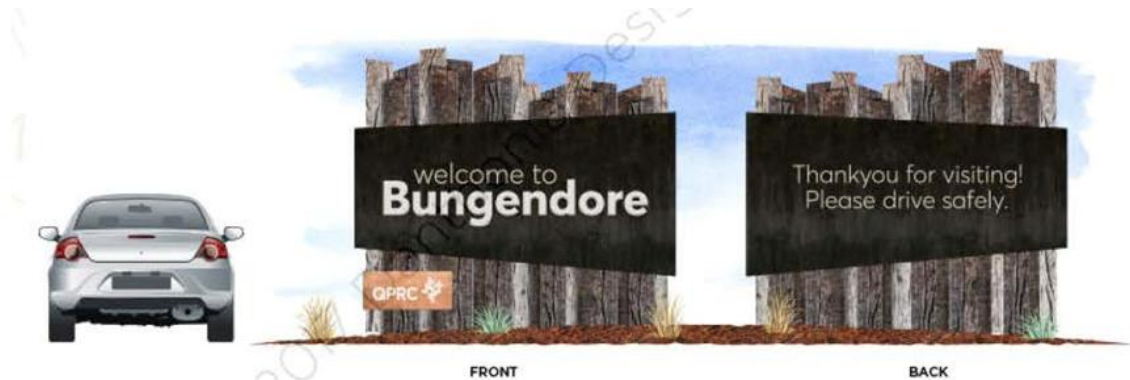 welcome to
Bungendore
QPRC
Thankyou for visiting!
Please drive safely.
FRONT
BACK